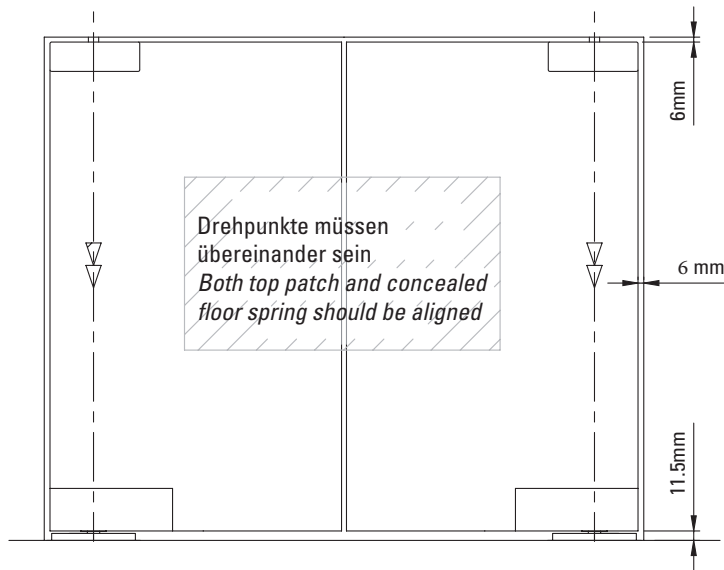 6mm
Drehpunkte müssen
übereinander sein
Both top patch and concealed
floor spring should be aligned
6 mm
11.5mm